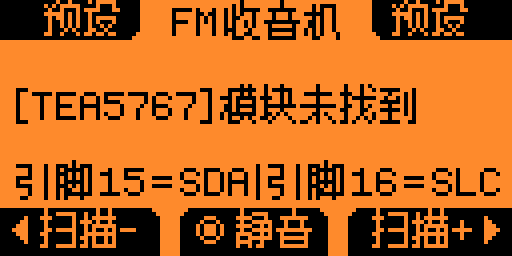 预设 FM收音机 预设
[TEA5767]模块未找到
引脚15=SDA|引脚16=SLC
扫描- 静音 扫描+